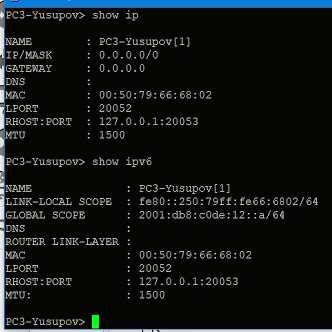 PC3-Yusupov> show ip
NAME        : PC3-Yusupov[1]
IP/MASK     : 0.0.0.0/0
GATEWAY     : 0.0.0.0
DNS         :
MAC         : 00:50:79:66:68:02
LPORT       : 20052
RHOST:PORT  : 127.0.0.1:20053
MTU         : 1500
PC3-Yusupov> show ipv6
NAME              : PC3-Yusupov[1]
LINK-LOCAL SCOPE  : fe80::250:79ff:fe66:6802/64
GLOBAL SCOPE      : 2001:db8:c0de:12::a/64
DNS               :
ROUTER LINK-LAYER :
MAC               : 00:50:79:66:68:02
LPORT             : 20052
RHOST:PORT        : 127.0.0.1:20053
MTU:              : 1500
PC3-Yusupov>